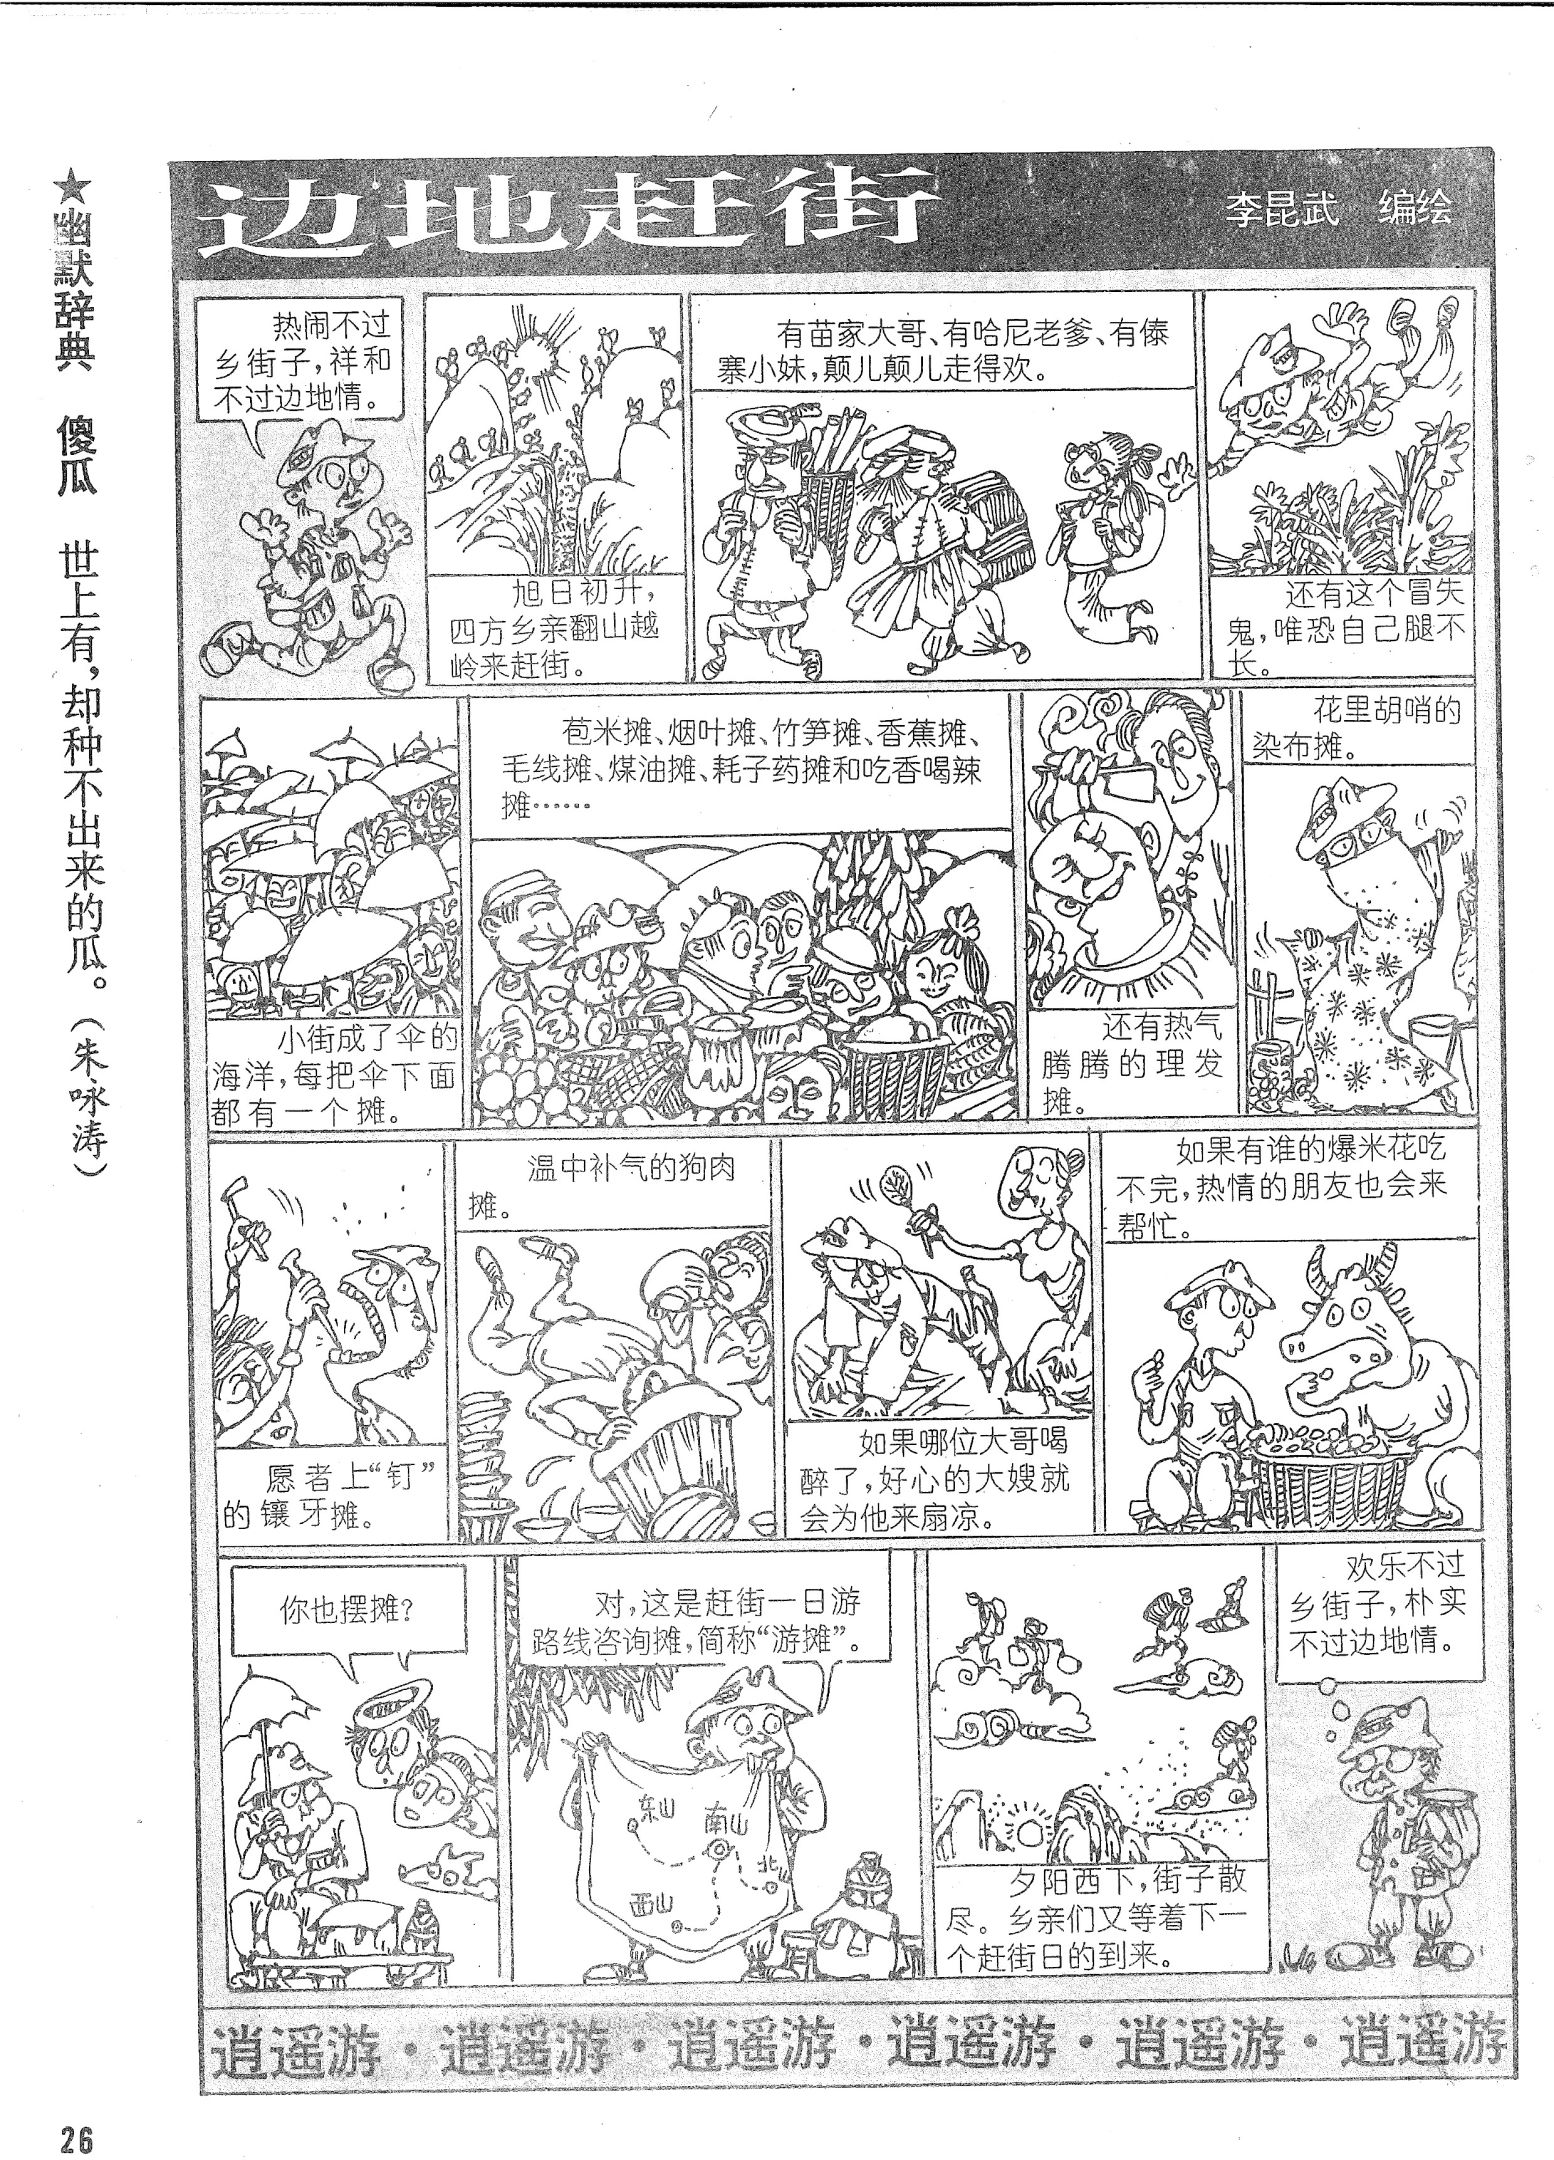 ★幽默辞典　傻瓜　世上有，却种不出来的瓜。（朱咏涛）
边地赶街
李昆武　编绘
热闹不过
乡街子，祥和
不过边地情。
旭日初升，
四方乡亲翻山越
岭来赶街。
有苗家大哥、有哈尼老爹、有傣
寨小妹，颠儿颠儿走得欢。
还有这个冒失
鬼，唯恐自己腿不
长。
小街成了伞的
海洋，每把伞下面
都有一个摊。
苞米摊、烟叶摊、竹笋摊、香蕉摊、
毛线摊、煤油摊、耗子药摊和吃香喝辣
摊……
还有热气
腾腾的理发
摊。
花里胡哨的
染布摊。
愿者上“钉”
的镶牙摊。
温中补气的狗肉
摊。
如果哪位大哥喝
醉了，好心的大嫂就
会为他来扇凉。
如果有谁的爆米花吃
不完，热情的朋友也会来
帮忙。
你也摆摊？
对，这是赶街一日游
路线咨询摊，简称“游摊”。
东山
南山
北山
西山
夕阳西下，街子散
尽。乡亲们又等着下一
个赶街日的到来。
欢乐不过
乡街子，朴实
不过边地情。
逍遥游·逍遥游·逍遥游·逍遥游·逍遥游·逍遥游
26